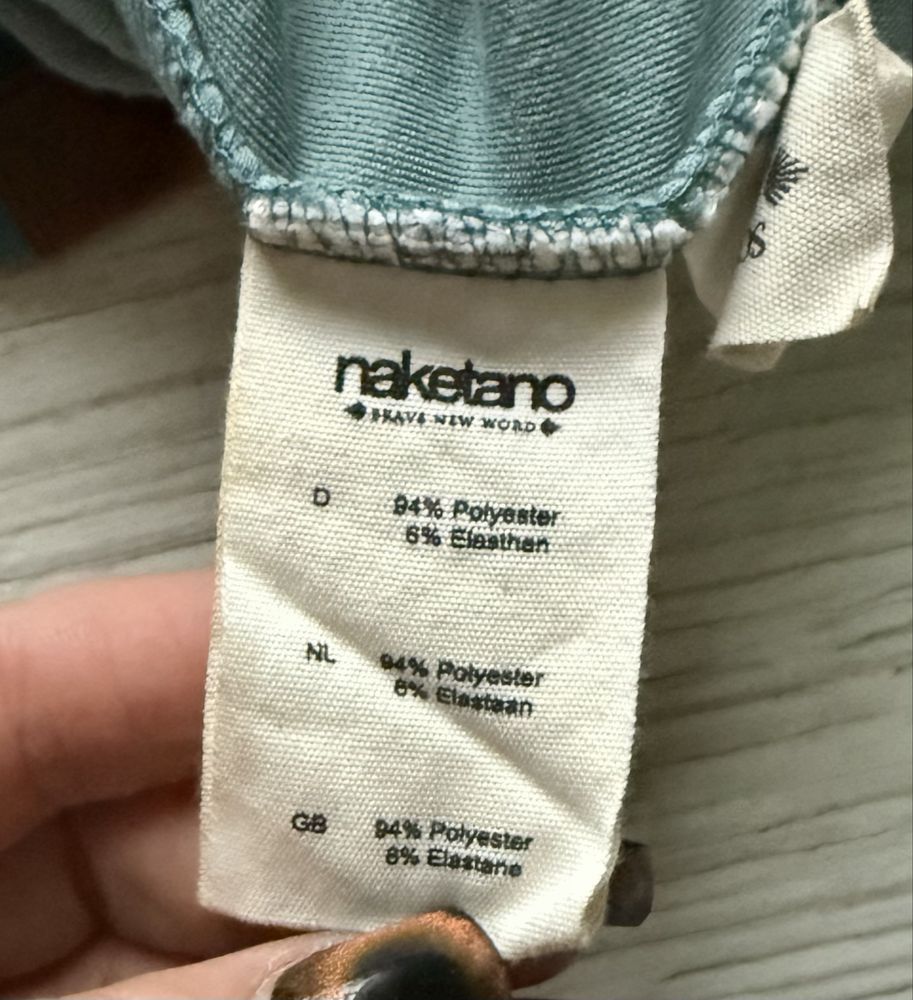 naketano
BRAVE NEW WORD
D 94% Polyester
6% Elasthan
NL 94% Polyester
6% Elastaan
GB 94% Polyester
6% Elastane